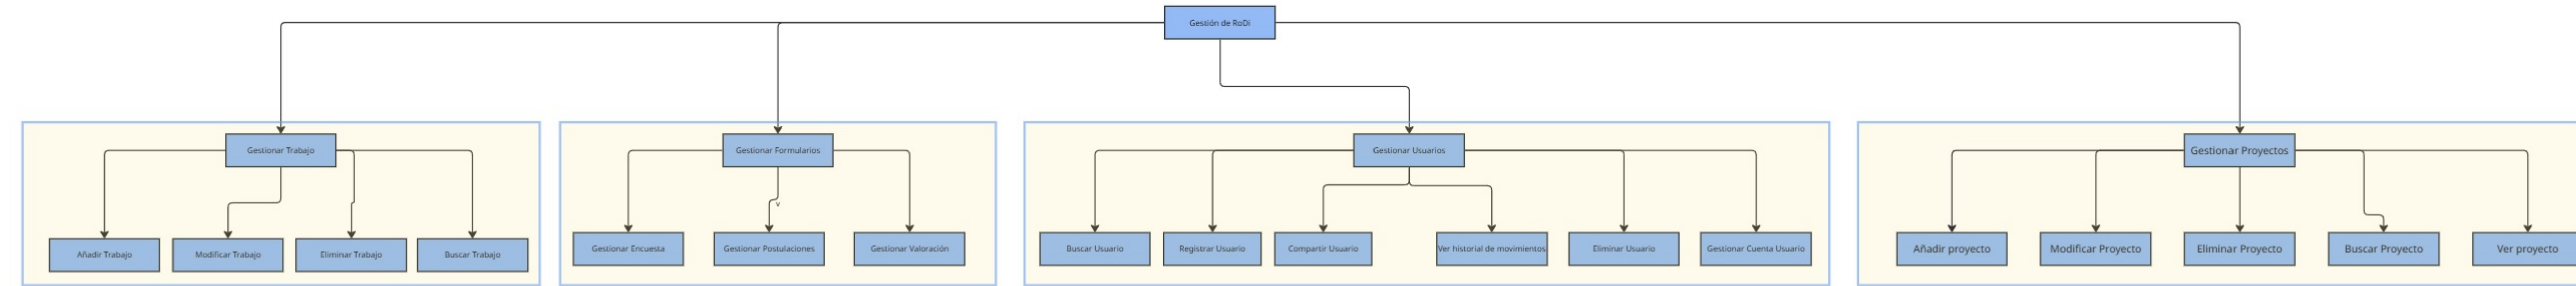 Gestión de RoDi
Gestionar Trabajo
Gestionar Formularios
Gestionar Usuarios
Gestionar Proyectos
v
Añadir Trabajo
Modificar Trabajo
Eliminar Trabajo
Buscar Trabajo
Gestionar Encuesta
Gestionar Postulaciones
Gestionar Valoración
Buscar Usuario
Registrar Usuario
Compartir Usuario
Ver historial de movimientos
Eliminar Usuario
Gestionar Cuenta Usuario
Añadir proyecto
Modificar Proyecto
Eliminar Proyecto
Buscar Proyecto
Ver proyecto